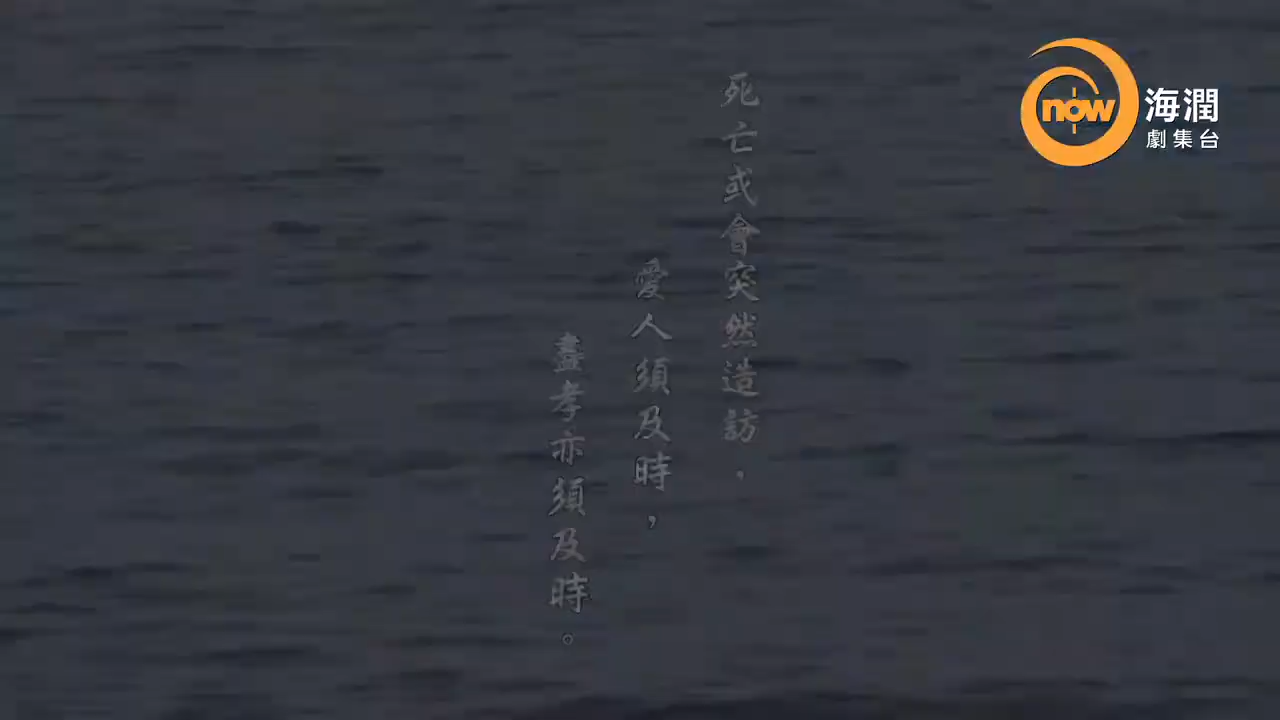 死亡或會突然造訪，
愛人須及時，
盡孝亦須及時。
now
海潤
劇集台